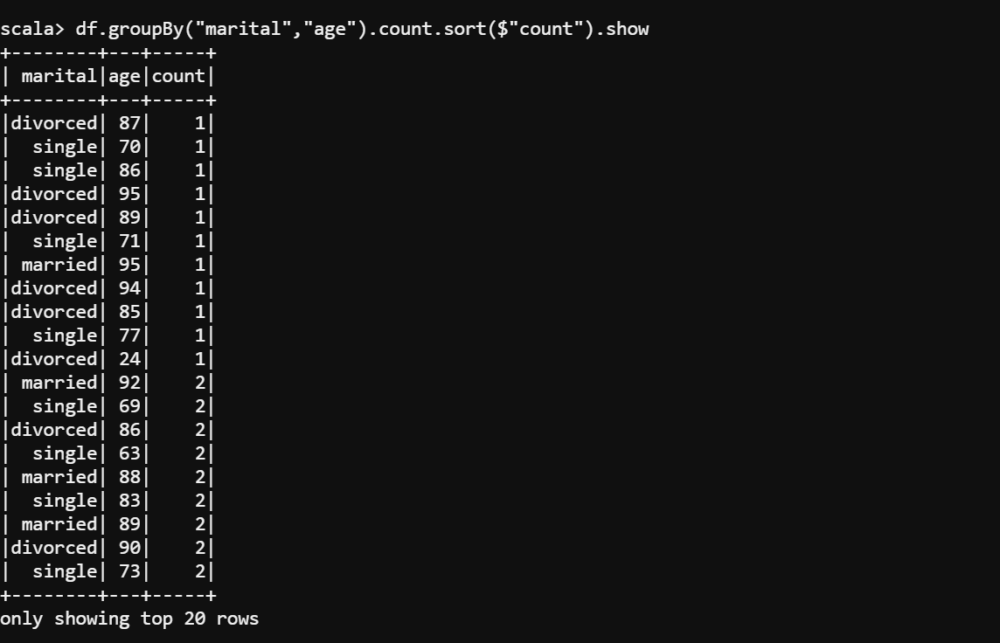 scala> df.groupBy("marital","age").count.sort($"count").show
+--------+---+-----+
| marital|age|count|
+--------+---+-----+
|divorced| 87|    1|
|  single| 70|    1|
|  single| 86|    1|
|divorced| 95|    1|
|divorced| 89|    1|
|  single| 71|    1|
| married| 95|    1|
|divorced| 94|    1|
|divorced| 85|    1|
|  single| 77|    1|
|divorced| 24|    1|
| married| 92|    2|
|  single| 69|    2|
|divorced| 86|    2|
|  single| 63|    2|
| married| 88|    2|
|  single| 83|    2|
| married| 89|    2|
|divorced| 90|    2|
|  single| 73|    2|
+--------+---+-----+
only showing top 20 rows